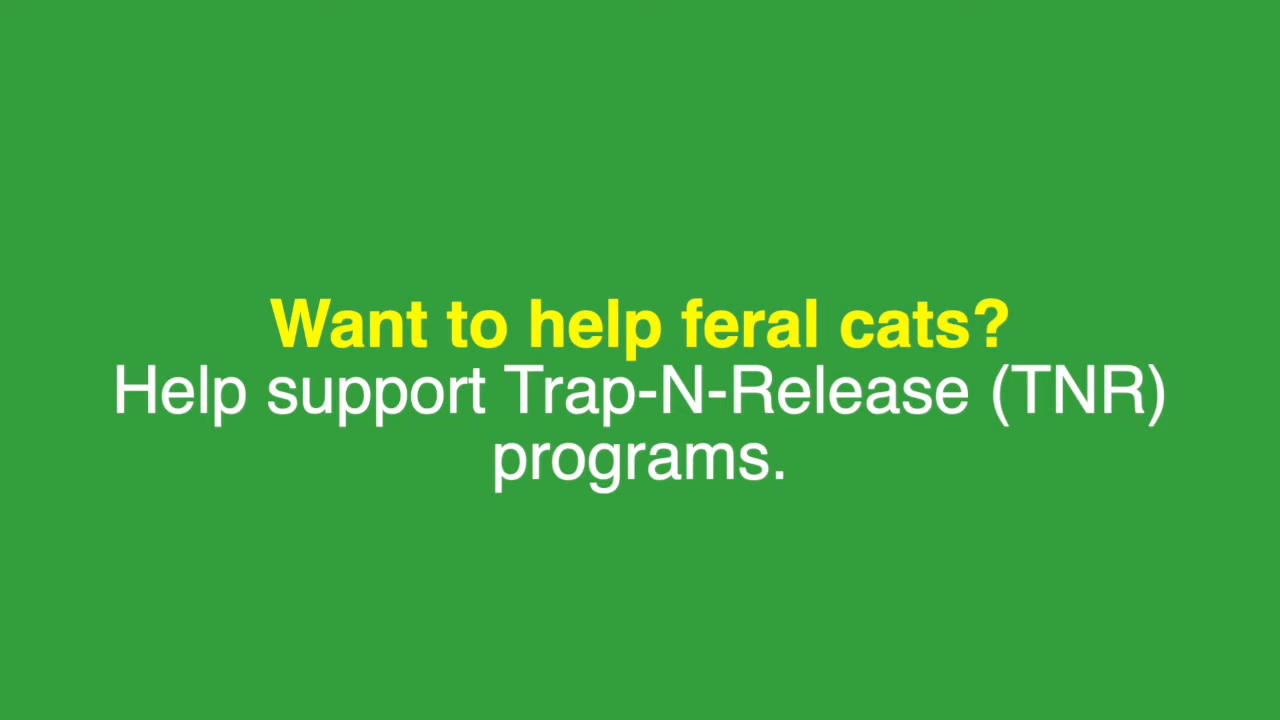 Want to help feral cats?
Help support Trap-N-Release (TNR)
programs.